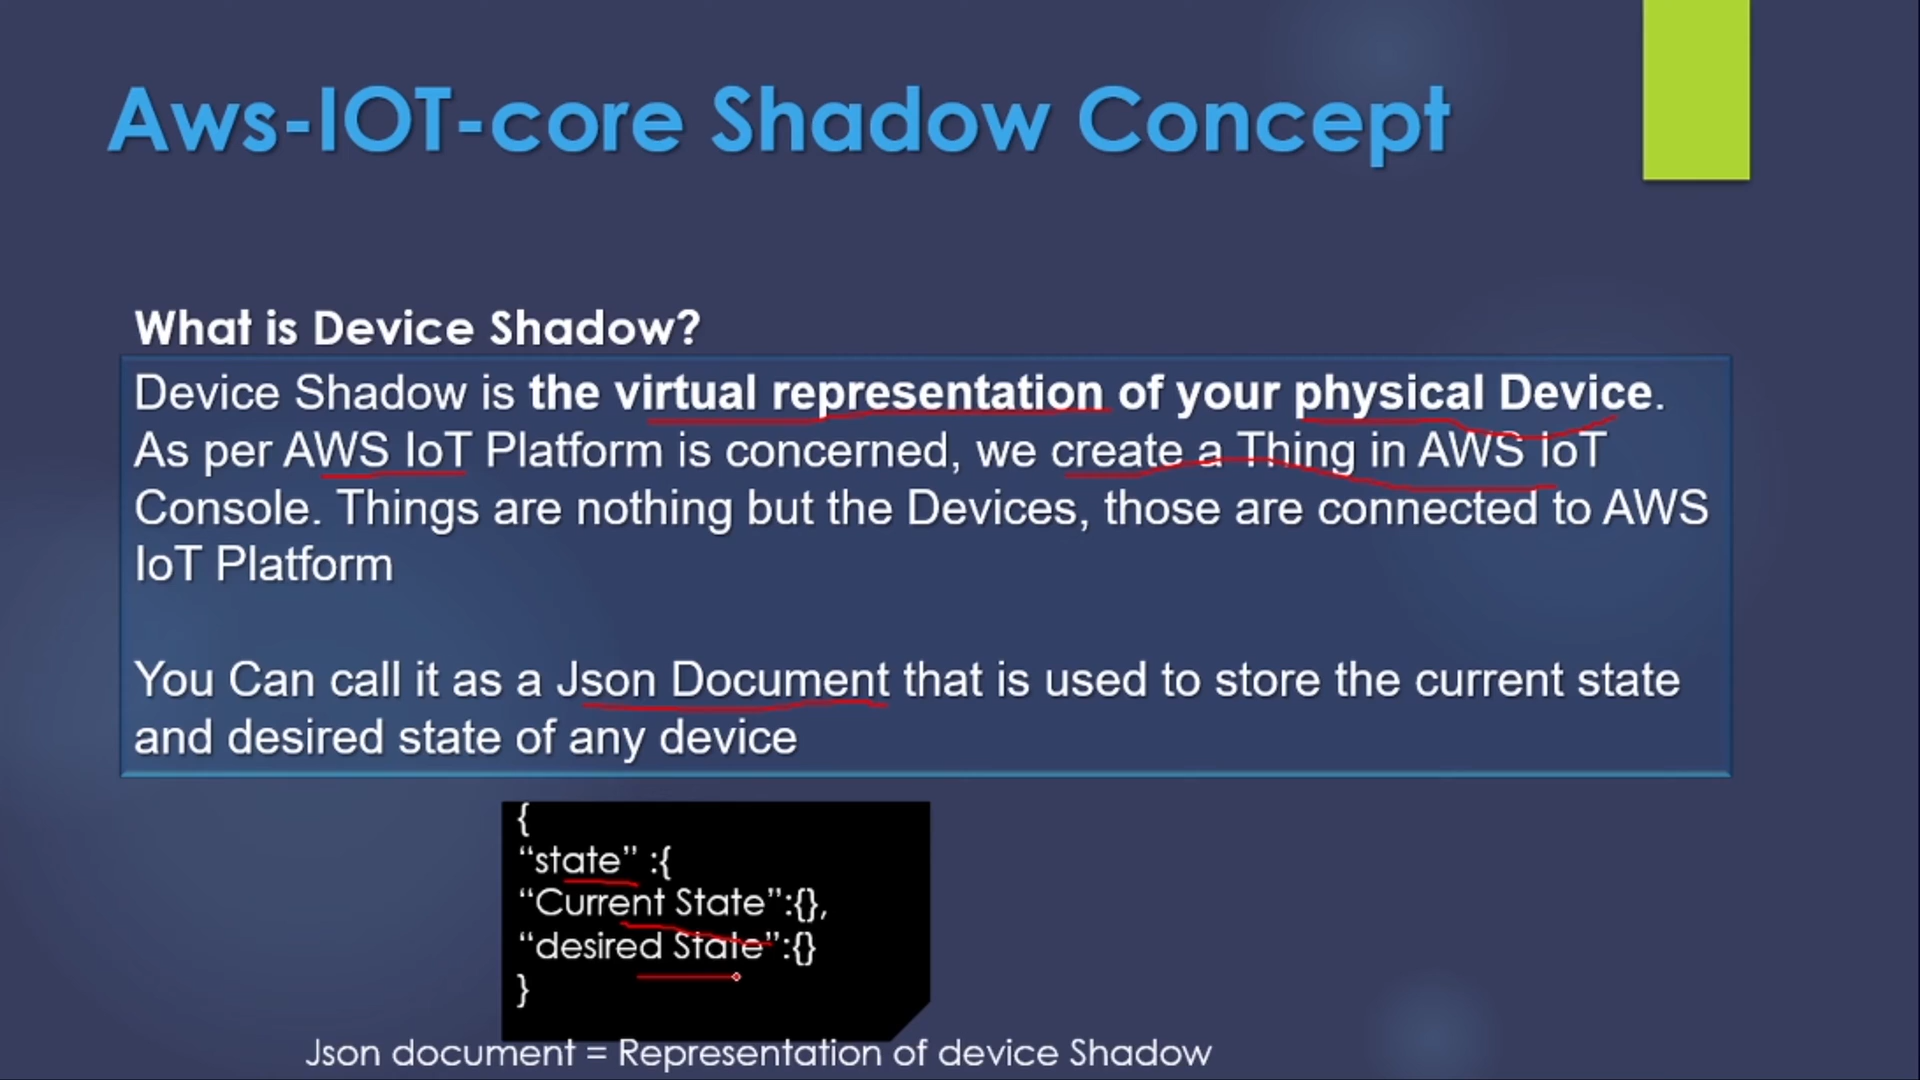 Aws-IOT-core Shadow Concept
What is Device Shadow?
Device Shadow is the virtual representation of your physical Device.
As per AWS IoT Platform is concerned, we create a Thing in AWS IoT
Console. Things are nothing but the Devices, those are connected to AWS
IoT Platform
You Can call it as a Json Document that is used to store the current state
and desired state of any device
{
“state” :{
“Current State”:{},
“desired State”:{}
}
Json document = Representation of device Shadow